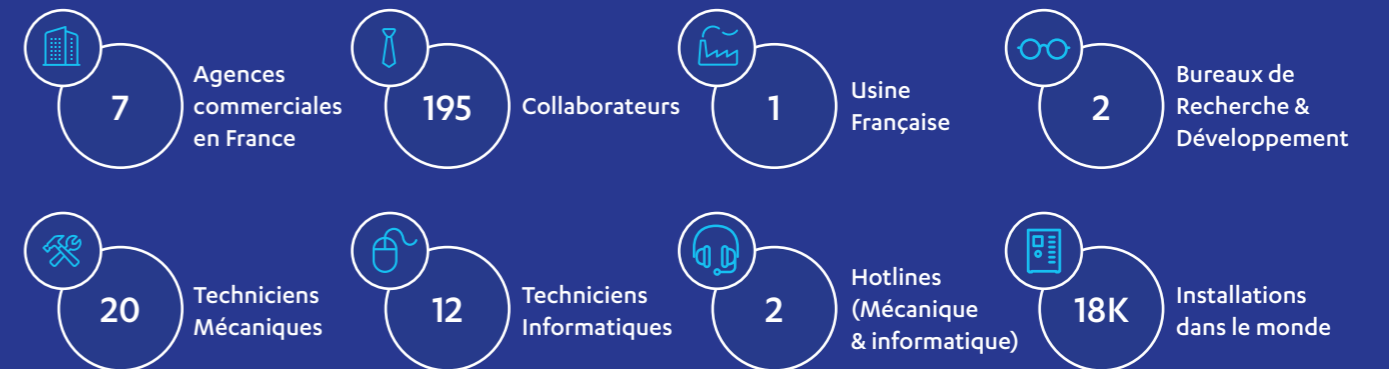 7
Agences
commerciales
en France
195
Collaborateurs
1
Usine
Française
2
Bureaux de
Recherche &
Développement
20
Techniciens
Mécaniques
12
Techniciens
Informatiques
2
Hotlines
(Mécanique
& informatique)
18K
Installations
dans le monde